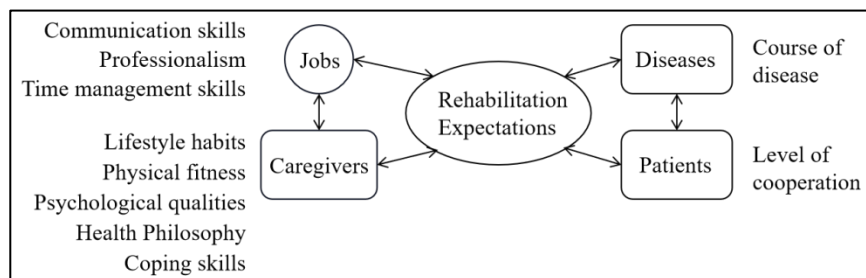 Communication skills
Professionalism
Time management skills
Jobs
Diseases
Course of
disease
Rehabilitation
Expectations
Lifestyle habits
Physical fitness
Psychological qualities
Health Philosophy
Coping skills
Caregivers
Patients
Level of
cooperation